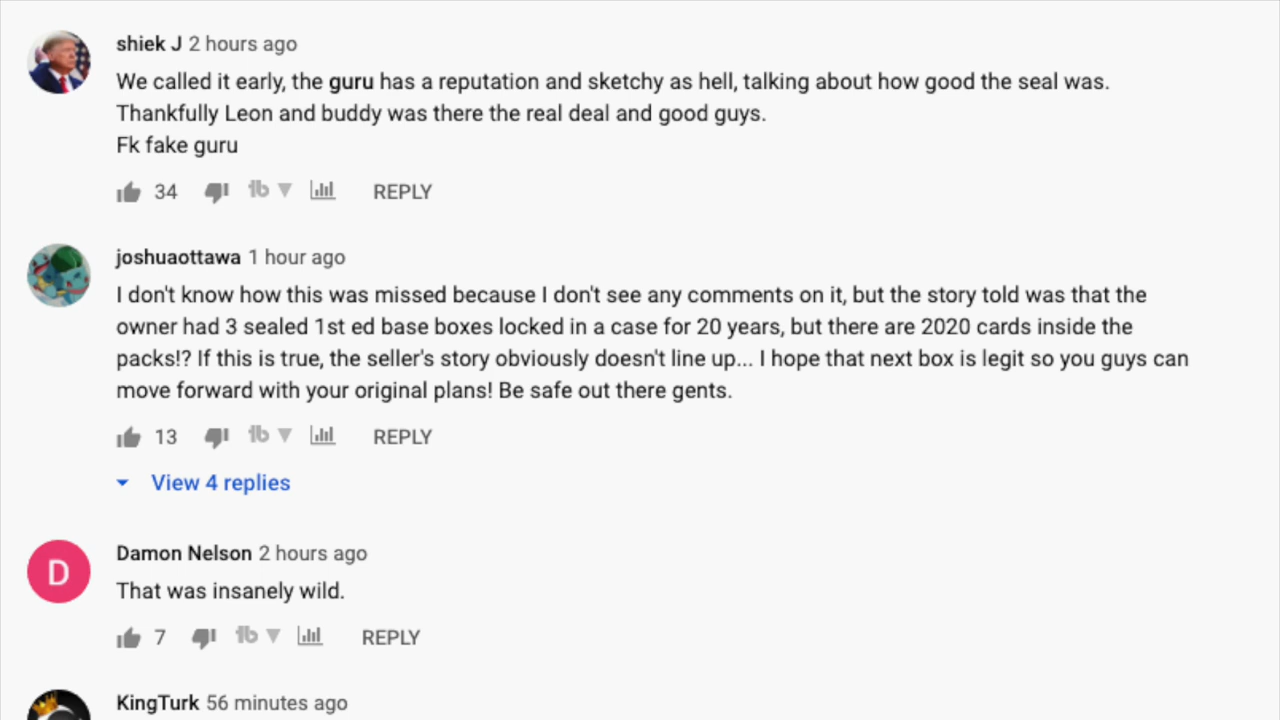 shiek J 2 hours ago
We called it early, the guru has a reputation and sketchy as hell, talking about how good the seal was.
Thankfully Leon and buddy was there the real deal and good guys.
Fk fake guru
34 REPLY
joshuaottawa 1 hour ago
I don't know how this was missed because I don't see any comments on it, but the story told was that the
owner had 3 sealed 1st ed base boxes locked in a case for 20 years, but there are 2020 cards inside the
packs!? If this is true, the seller's story obviously doesn't line up... I hope that next box is legit so you guys can
move forward with your original plans! Be safe out there gents.
13 REPLY
View 4 replies
D
Damon Nelson 2 hours ago
That was insanely wild.
7 REPLY
KingTurk 56 minutes ago